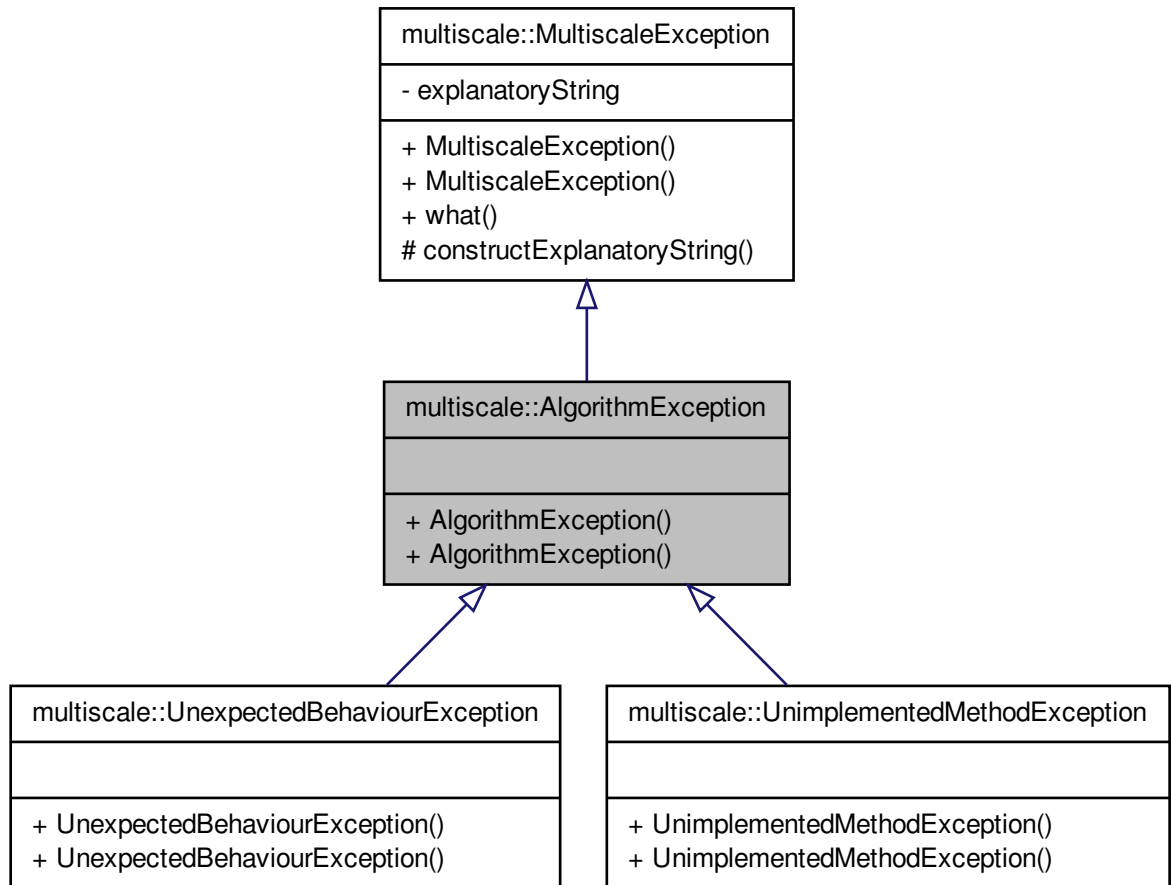 multiscale::MultiscaleException
- explanatoryString
+ MultiscaleException()
+ MultiscaleException()
+ what()
# constructExplanatoryString()
multiscale::AlgorithmException
+ AlgorithmException()
+ AlgorithmException()
multiscale::UnexpectedBehaviourException
+ UnexpectedBehaviourException()
+ UnexpectedBehaviourException()
multiscale::UnimplementedMethodException
+ UnimplementedMethodException()
+ UnimplementedMethodException()